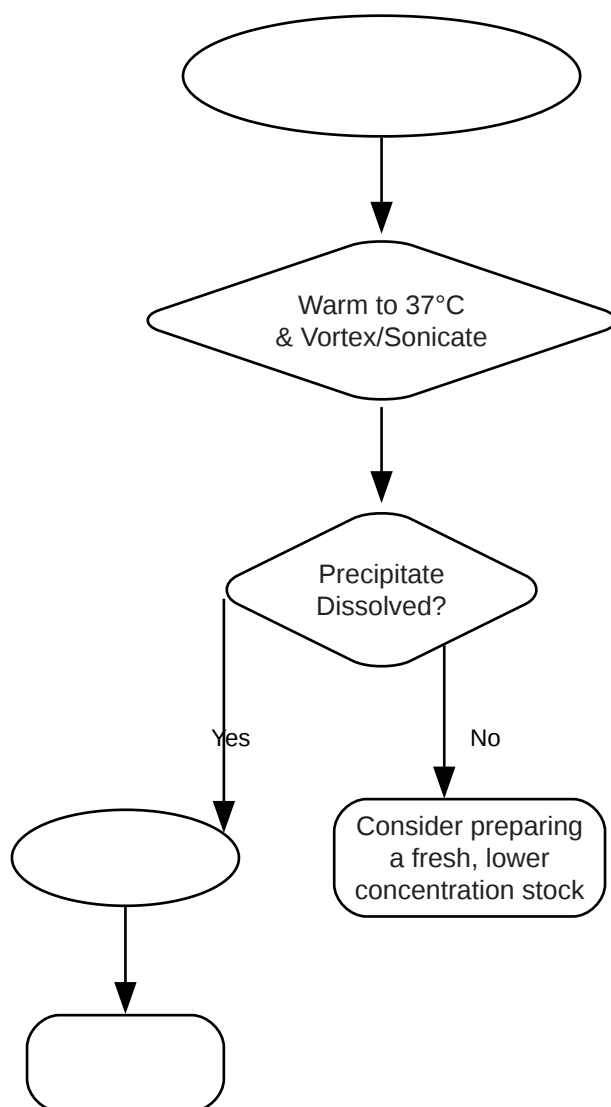 Warm to 37°C
& Vortex/Sonicate
Precipitate
Dissolved?
Yes
No
Consider preparing
a fresh, lower
concentration stock